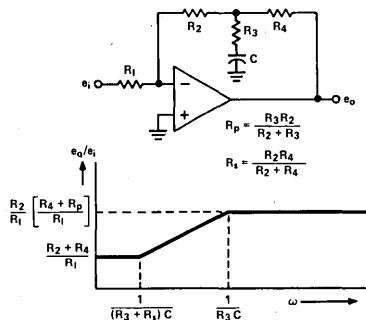 R₂ R₄
R₃
C
eᵢ R₁
−
+
eₒ
Rₚ = R₃R₂ / R₂ + R₃
Rₛ = R₂R₄ / R₂ + R₄
eₒ/eᵢ
R₂ / R₁ [R₄ + Rₚ / R₁]
R₂ + R₄ / R₁
1 / (R₃ + Rₛ) C
1 / R₃ C
ω